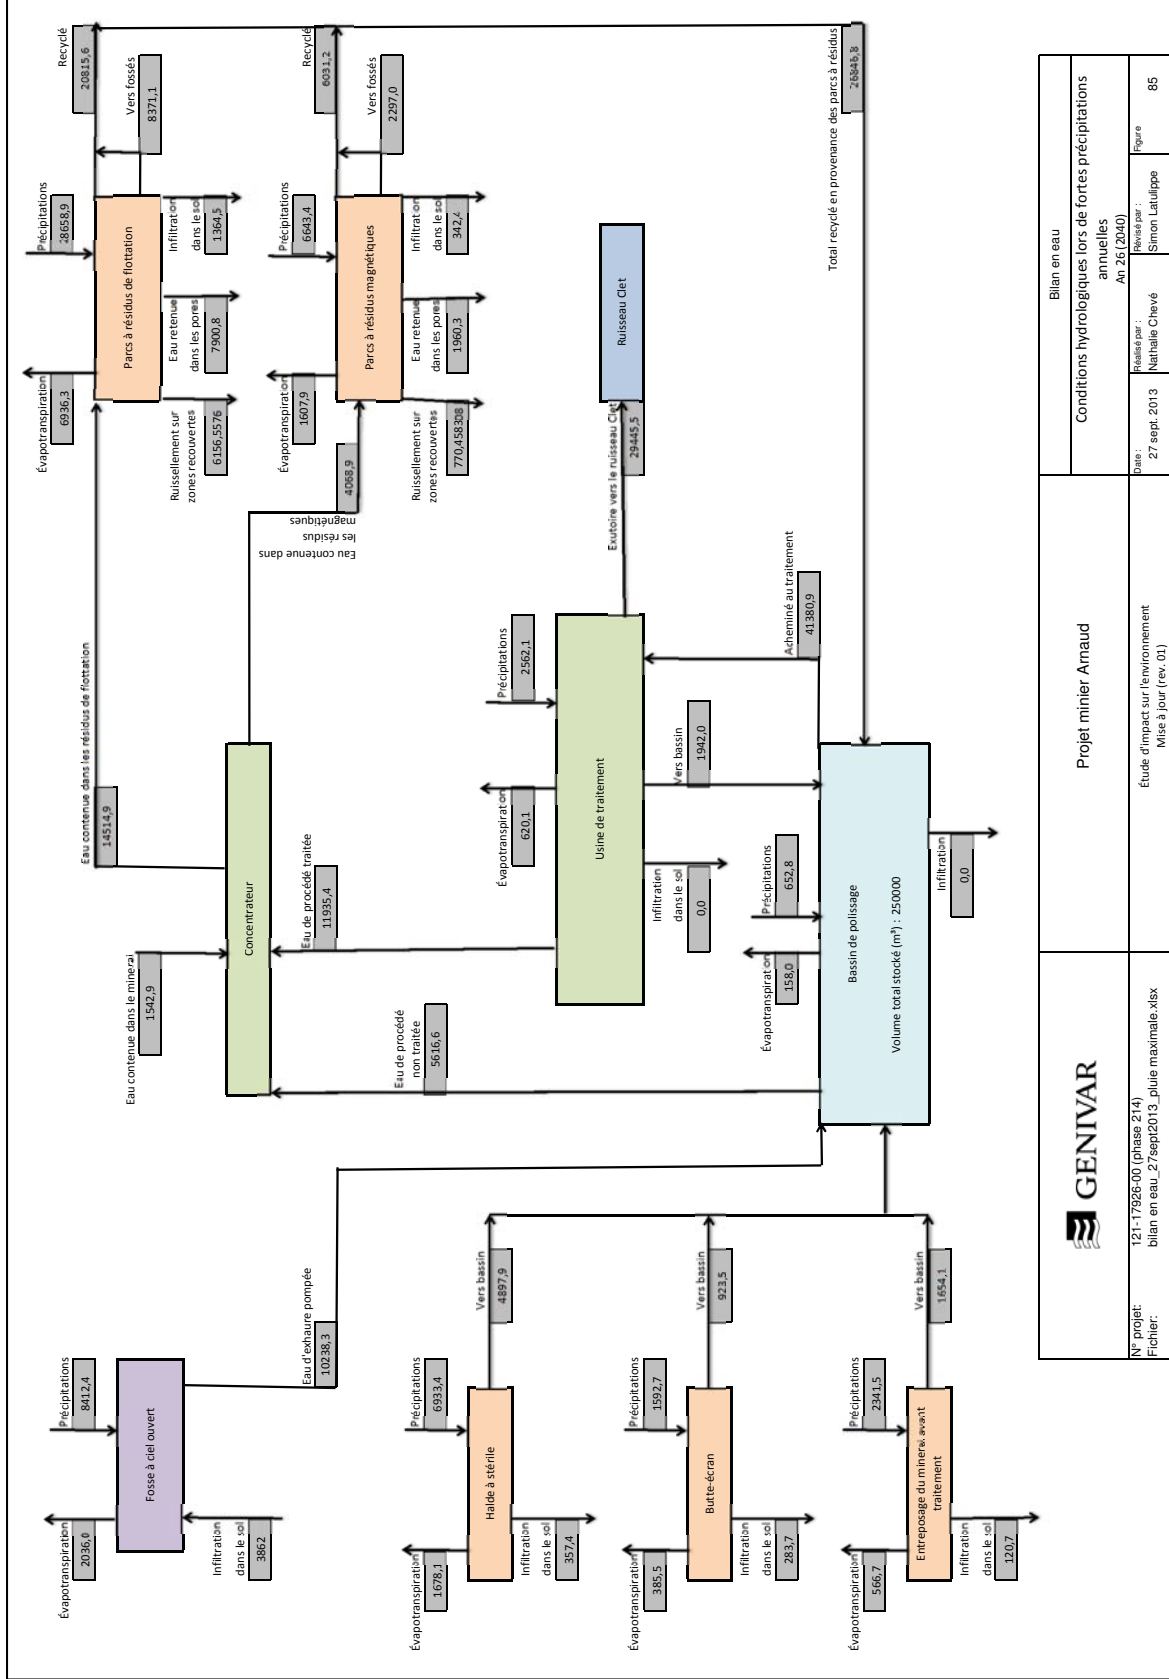 Évapotranspiration
2036,0
Précipitations
8412,4
Fosse à ciel ouvert
Infiltration
dans le sol
3862
Eau d'exhaure pompée
10238,3
Eau contenue dans le minerai
1542,9
Concentrateur
Eau contenue dans les résidus de flottation
14514,9
Eau contenue dans
les résidus
magnétiques
4068,9
Évapotranspiration
6936,3
Précipitations
28658,9
Parcs à résidus de flottation
Ruissellement sur
zones recouvertes
6156,5576
Eau retenue
dans les pores
7900,8
Infiltration
dans le sol
1364,5
Vers fossés
8371,1
Recyclé
20815,6
Évapotranspiration
1607,9
Précipitations
6643,4
Parcs à résidus magnétiques
Ruissellement sur
zones recouvertes
770,458308
Eau retenue
dans les pores
1960,3
Infiltration
dans le sol
342,4
Vers fossés
2297,0
Recyclé
6031,2
Eau de procédé
non traitée
5616,6
Eau de procédé traitée
11935,4
Évapotranspiration
1678,1
Précipitations
6933,4
Halde à stérile
Infiltration
dans le sol
357,4
Vers bassin
4897,9
Évapotranspiration
620,1
Précipitations
2562,1
Usine de traitement
Infiltration
dans le sol
0,0
Vers bassin
1942,0
Exutoire vers le ruisseau Clet
29445,5
Ruisseau Clet
Évapotranspiration
385,5
Précipitations
1592,7
Butte-écran
Infiltration
dans le sol
283,7
Vers bassin
923,5
Évapotranspiration
158,0
Précipitations
652,8
Acheminé au traitement
41380,9
Total recyclé en provenance des parcs à résidus
26846,8
Bassin de polissage
Volume total stocké (m³) : 250000
Infiltration
0,0
Évapotranspiration
566,7
Précipitations
2341,5
Entreposage du minerai avant
traitement
Infiltration
dans le sol
120,7
Vers bassin
1654,1
GENIVAR
N° projet: 121-17926-00 (phase 214)
Fichier: bilan en eau_27sept2013_pluie maximale.xlsx
Projet minier Arnaud
Étude d'impact sur l'environnement
Mise à jour (rev. 01)
Bilan en eau
Conditions hydrologiques lors de fortes précipitations
annuelles
An 26 (2040)
Date : 27 sept. 2013
Réalisé par : Nathalie Chevé
Révisé par : Simon Latulippe
Figure 85